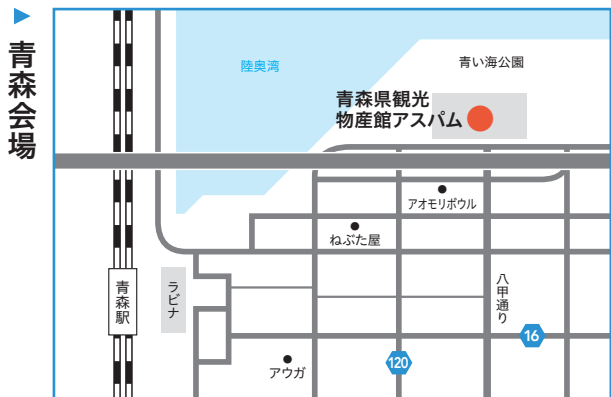 青森会場
陸奥湾
青い海公園
青森県観光
物産館アスパム
アオモリボウル
ねぶた屋
八甲通り
青森駅
ラビナ
16
120
アウガ